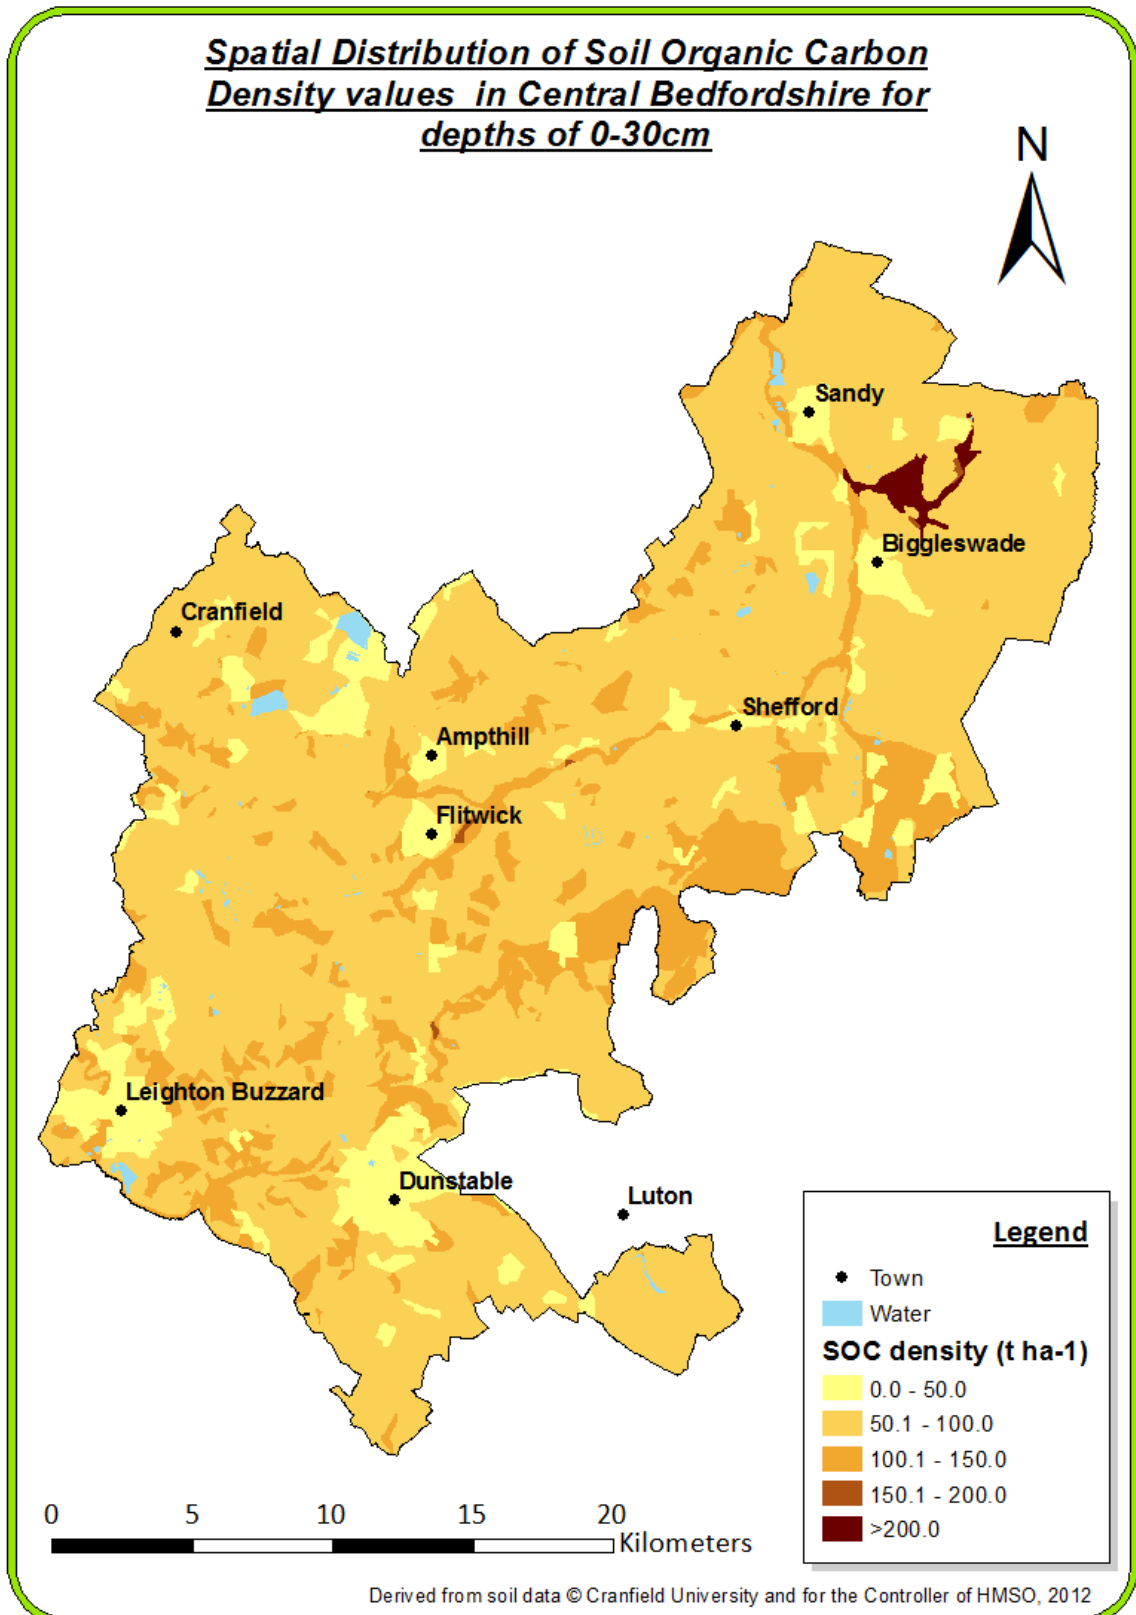 Spatial Distribution of Soil Organic Carbon
Density values in Central Bedfordshire for
depths of 0-30cm
N
Sandy
Biggleswade
Cranfield
Shefford
Ampthill
Flitwick
Leighton Buzzard
Dunstable
Luton
Legend
Town
Water
SOC density (t ha-1)
0.0 - 50.0
50.1 - 100.0
100.1 - 150.0
150.1 - 200.0
>200.0
0 5 10 15 20
Kilometers
Derived from soil data © Cranfield University and for the Controller of HMSO, 2012